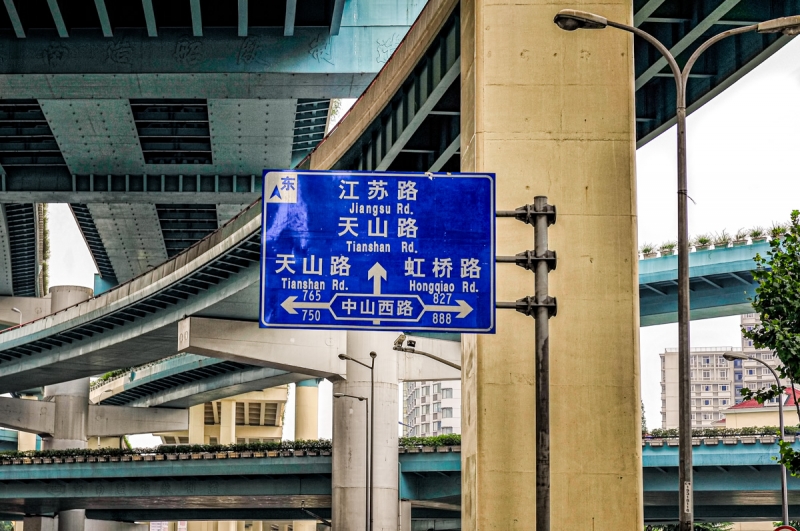 东
江苏路
Jiangsu Rd.
天山路
Tianshan Rd.
天山路 虹桥路
Tianshan Rd. Hongqiao Rd.
765 中山西路 827
750 888